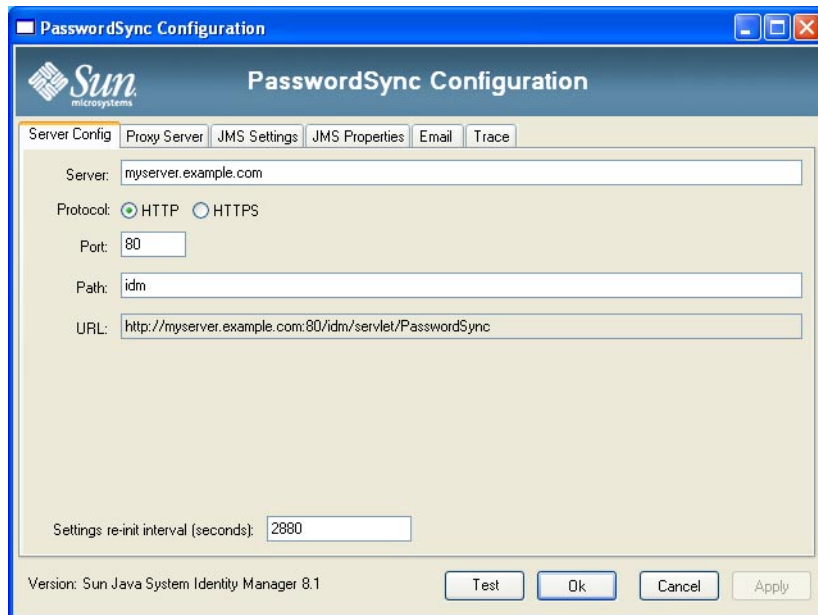 PasswordSync Configuration
Sun
microsystems
PasswordSync Configuration
Server Config Proxy Server JMS Settings JMS Properties Email Trace
Server: myserver.example.com
Protocol: HTTP HTTPS
Port: 80
Path: idm
URL: http://myserver.example.com:80/idm/servlet/PasswordSync
Settings re-init interval (seconds): 2880
Version: Sun Java System Identity Manager 8.1 Test Ok Cancel Apply